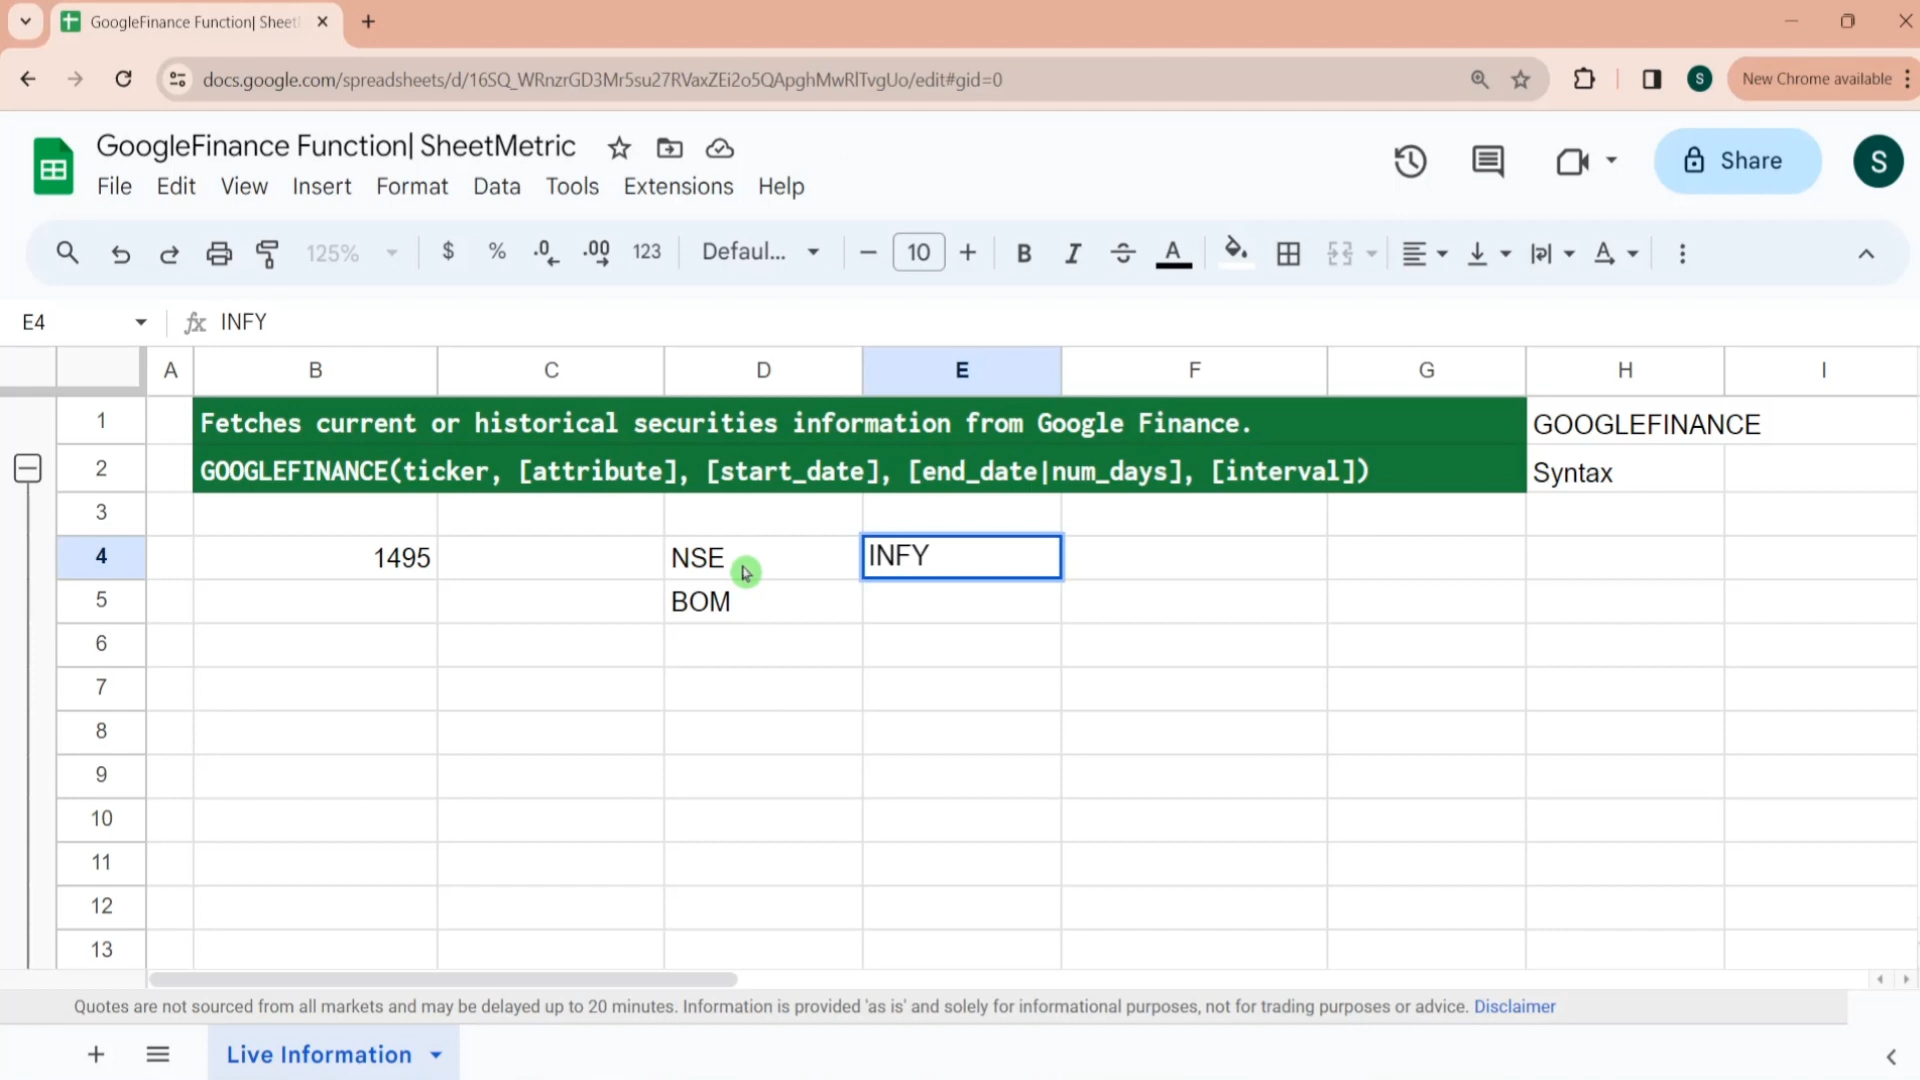 GoogleFinance Function| Sheet
docs.google.com/spreadsheets/d/16SQ_WRnzrGD3Mr5su27RVaxZEi2o5QApghMwRlTvgUo/edit#gid=0
S
New Chrome available
GoogleFinance Function| SheetMetric
File Edit View Insert Format Data Tools Extensions Help
Share
S
125% $ % .0 .00 123 Defaul... 10 B I A A
E4 fx INFY
A B C D E F G H I
1 Fetches current or historical securities information from Google Finance. GOOGLEFINANCE
2 GOOGLEFINANCE(ticker, [attribute], [start_date], [end_date|num_days], [interval]) Syntax
3
4 1495 NSE INFY
5 BOM
6
7
8
9
10
11
12
13
Quotes are not sourced from all markets and may be delayed up to 20 minutes. Information is provided 'as is' and solely for informational purposes, not for trading purposes or advice. Disclaimer
Live Information